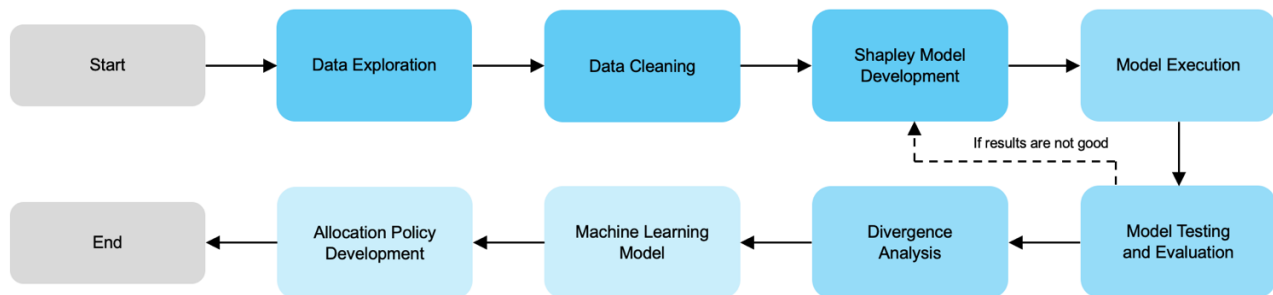 Start
Data Exploration
Data Cleaning
Shapley Model
Development
Model Execution
If results are not good
End
Allocation Policy
Development
Machine Learning
Model
Divergence
Analysis
Model Testing
and Evaluation